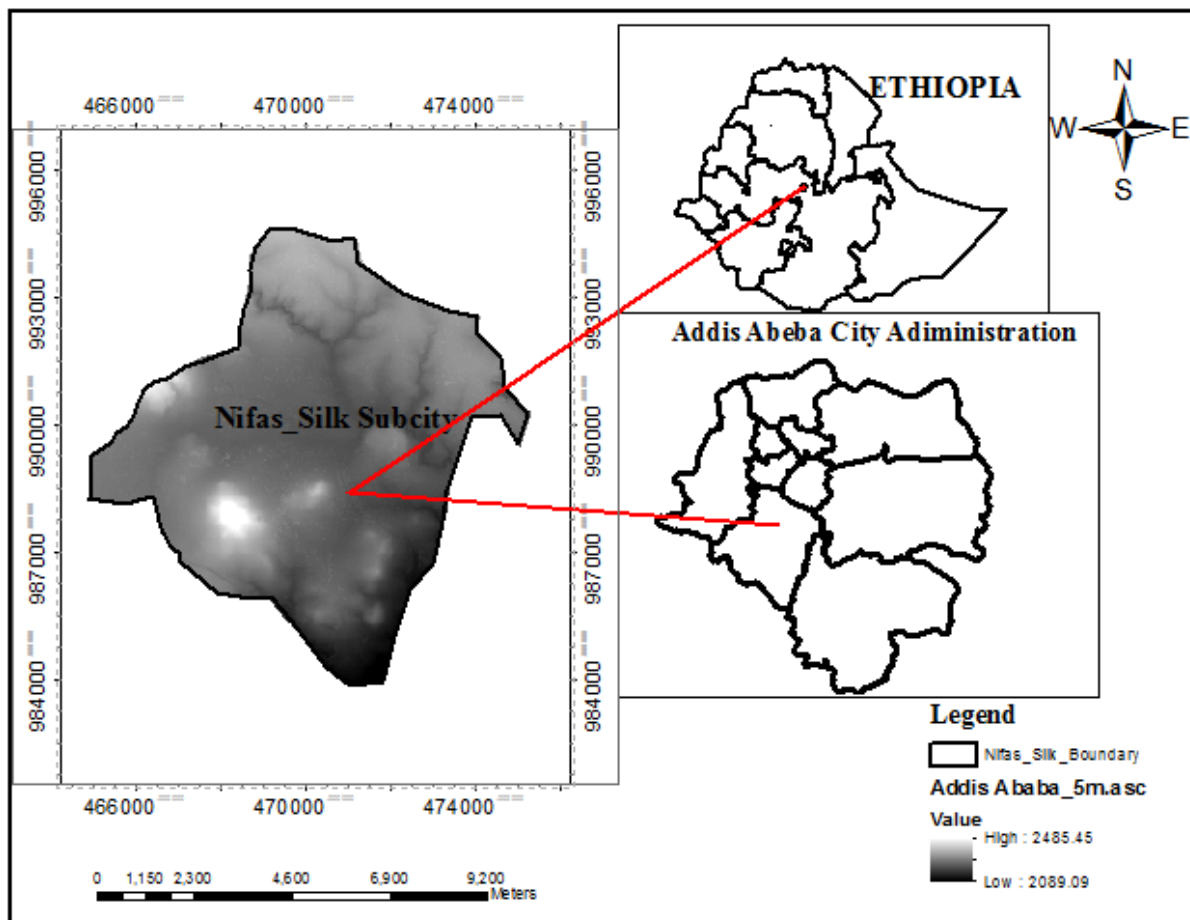 466000 470000 474000
ETHIOPIA
N
W E
S
996000 996000
993000 993000
Addis Abeba City Adiministration
Nifas_Silk Subcity
990000 990000
987000 987000
984000 984000
Legend
Nifas_Silk_Boundary
Addis Ababa_5m.asc
Value
High : 2485.45
Low : 2089.09
466000 470000 474000
0 1,150 2,300 4,600 6,900 9,200
Meters